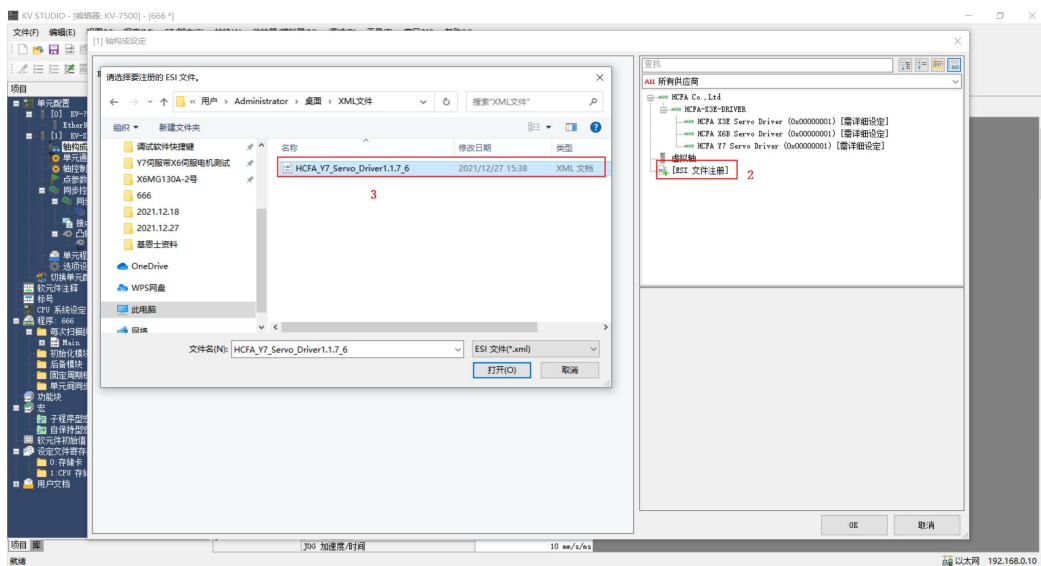 KV STUDIO - [编辑器: KV-7500] - [666 *]
文件(F) 编辑(E)
[1] 轴构成设定
请选择要注册的 ESI 文件。
« 用户 › Administrator › 桌面 › XML文件
搜索"XML文件"
组织 新建文件夹
调试软件快捷键
Y7伺服带X6伺服电机测试
X6MG130A-2号
666
2021.12.18
2021.12.27
基恩士资料
OneDrive
WPS网盘
此电脑
网络
名称 修改日期 类型
HCFA_Y7_Servo_Driver1.1.7_6 2021/12/27 15:38 XML 文档
3
文件名(N): HCFA_Y7_Servo_Driver1.1.7_6 ESI 文件(*.xml)
打开(O) 取消
查找
All 所有供应商
HCFA Co.,Ltd
HCFA-X3E-DRIVER
HCFA X3E Servo Driver (0x00000001) [需详细设定]
HCFA X6B Servo Driver (0x00000001) [需详细设定]
HCFA Y7 Servo Driver (0x00000001) [需详细设定]
虚拟轴
[ESI 文件注册]
2
OK 取消
项目
单元配置
[0] KV-7
EtherN
[1] KV-X
轴构成
单元通
轴控制
点参数
同步控
同步
接点
凸
单元程
选项设
切换单元配
软元件注释
标号
CPU 系统设定
程序: 666
每次扫描
Main
初始化模块
后备模块
固定周期
单元间同步
功能块
宏
子程序型宏
自保持型宏
软元件初始值
设定文件寄存
0:存储卡
1:CPU 存储
用户文档
项目 库
JOG 加速度/时间 10 mm/s/ms
就绪
以太网 192.168.0.10